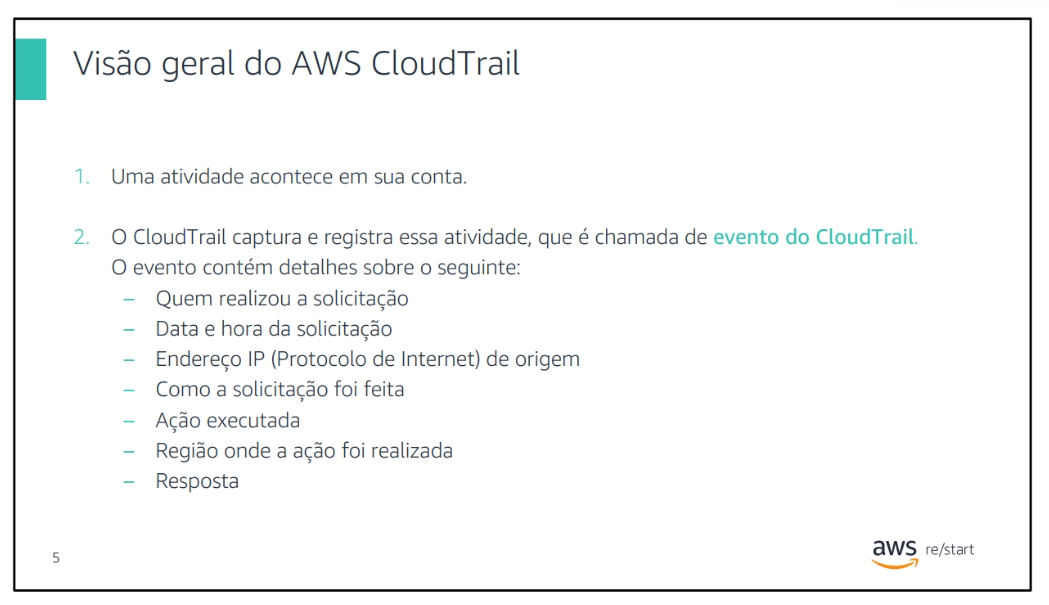 Visão geral do AWS CloudTrail
1. Uma atividade acontece em sua conta.
2. O CloudTrail captura e registra essa atividade, que é chamada de evento do CloudTrail.
O evento contém detalhes sobre o seguinte:
– Quem realizou a solicitação
– Data e hora da solicitação
– Endereço IP (Protocolo de Internet) de origem
– Como a solicitação foi feita
– Ação executada
– Região onde a ação foi realizada
– Resposta
5
aws re/start